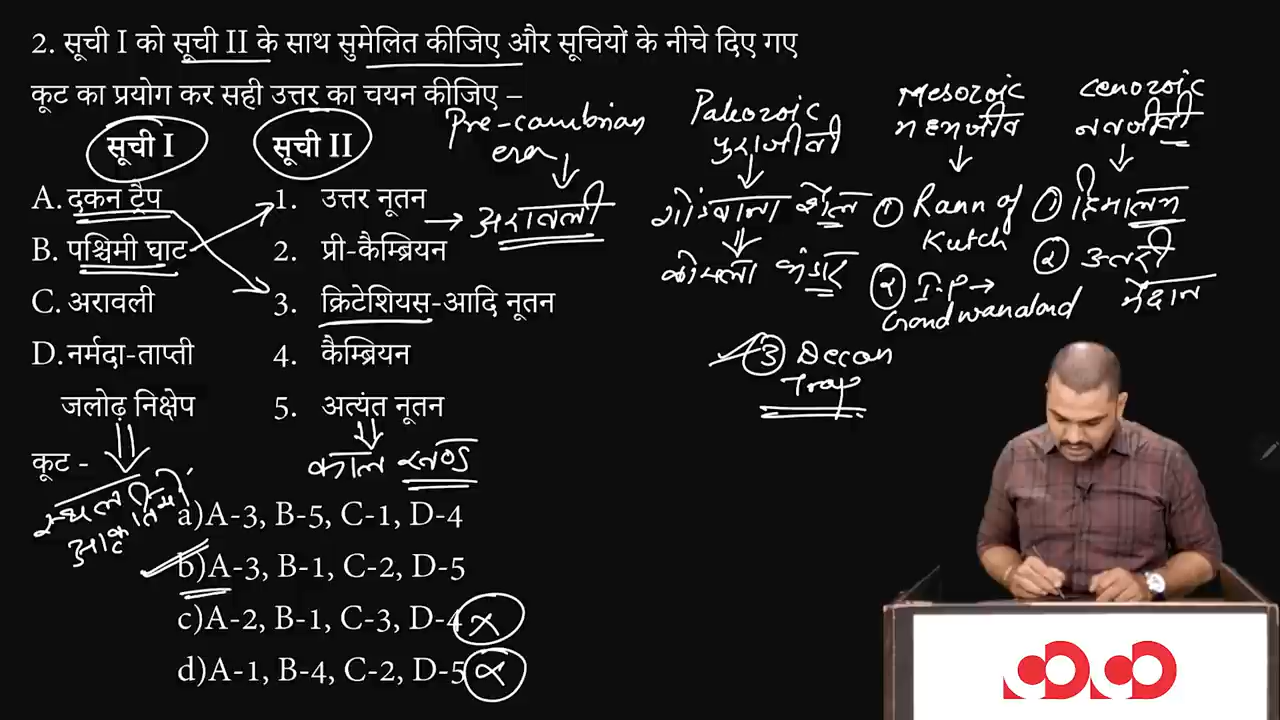 2. सूची I को सूची II के साथ सुमेलित कीजिए और सूचियों के नीचे दिए गए
कूट का प्रयोग कर सही उत्तर का चयन कीजिए –
सूची I सूची II
A. दकन ट्रैप 1. उत्तर नूतन
B. पश्चिमी घाट 2. प्री-कैम्ब्रियन
C. अरावली 3. क्रिटेशियस-आदि नूतन
D. नर्मदा-ताप्ती 4. कैम्ब्रियन
जलोढ़ निक्षेप 5. अत्यंत नूतन
कूट -
काल खण्ड
स्थलाकृतियाँ
a)A-3, B-5, C-1, D-4
b)A-3, B-1, C-2, D-5
c)A-2, B-1, C-3, D-4
d)A-1, B-4, C-2, D-5
Pre-cambrian
era
अरावली
Paleozoic
पुराजीवी
गोंडवाना शैल
कोयला भंडार
Mesozoic
मध्यजीव
① Rann of
Kutch
② I.P →
Gondwanaland
③ Deccan
Trap
Cenozoic
नवजीवी
① हिमालय
② उत्तरी
मैदान